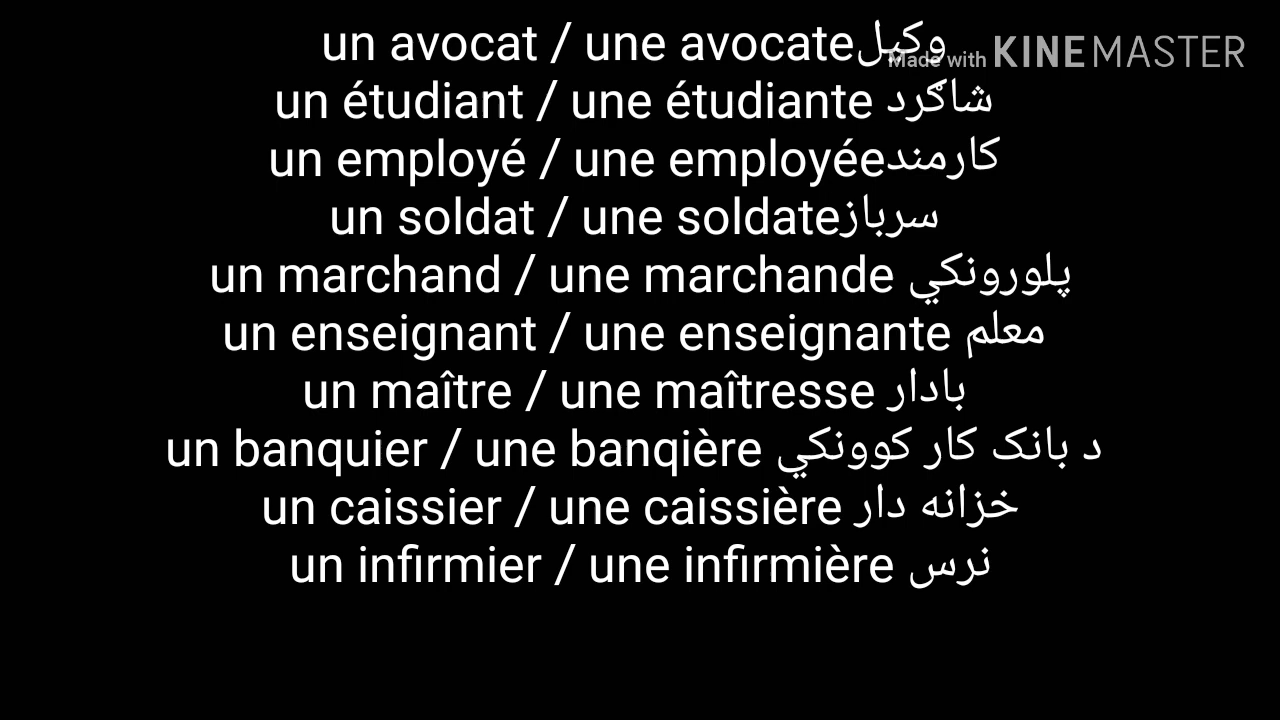 un avocat / une avocate وکیل
Made with KINEMASTER
un étudiant / une étudiante شاګرد
un employé / une employée کارمند
un soldat / une soldate سرباز
un marchand / une marchande پلورونکي
un enseignant / une enseignante معلم
un maître / une maîtresse بادار
un banquier / une banqière د بانک کار کوونکي
un caissier / une caissière خزانه دار
un infirmier / une infirmière نرس